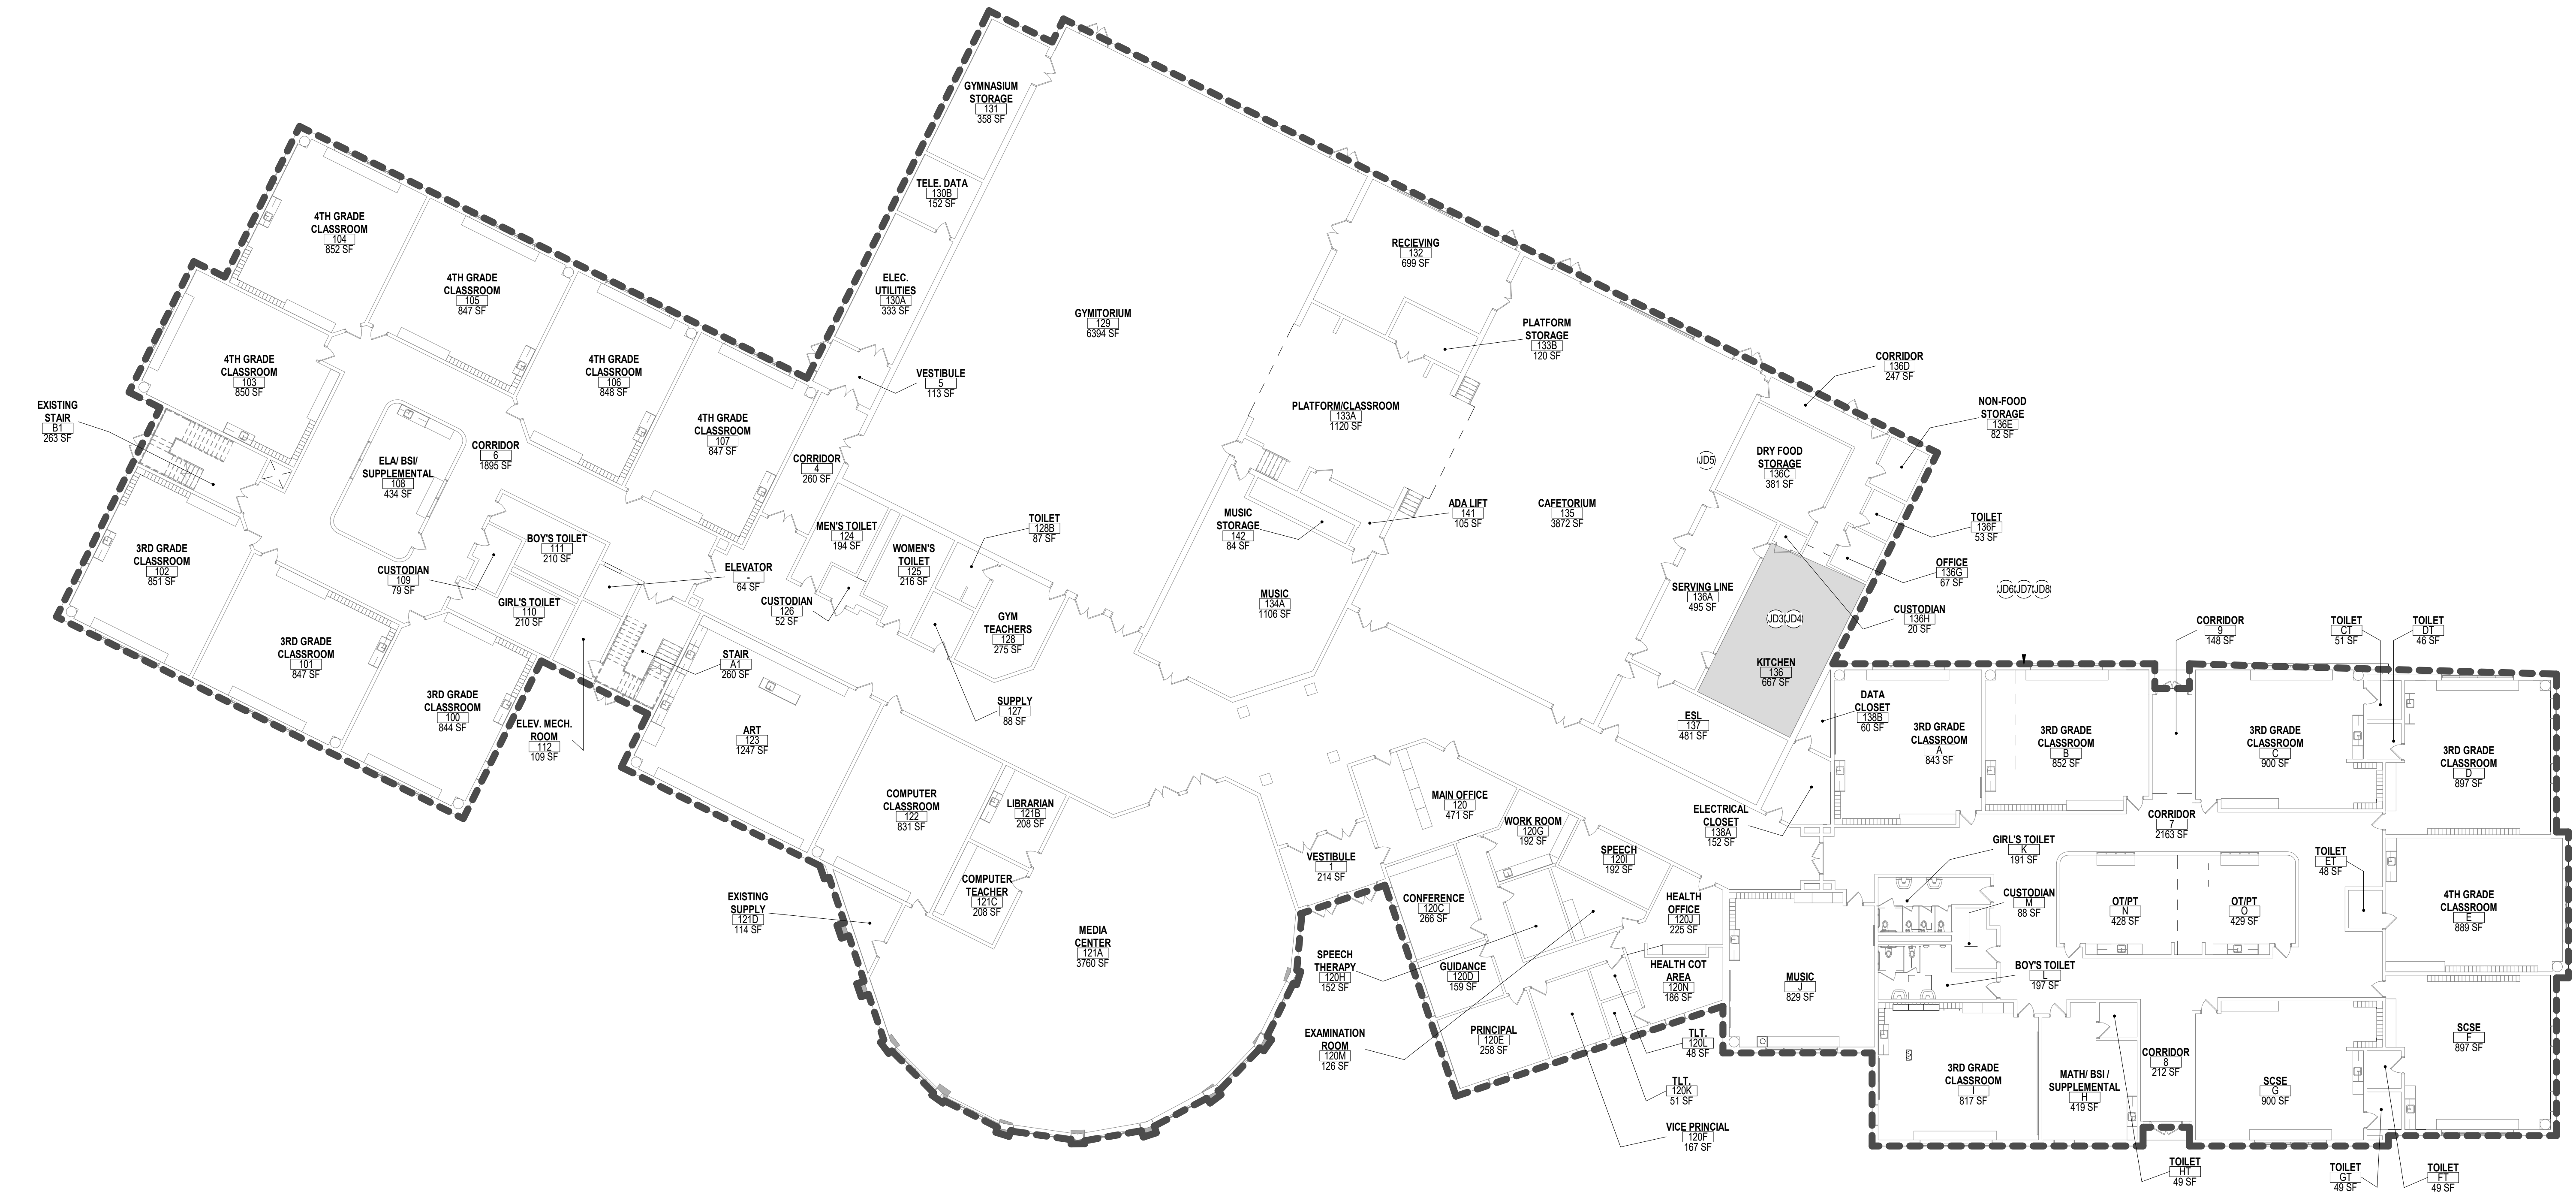 GYMNASIUM
STORAGE
131
358 SF
TELE. DATA
130B
152 SF
ELEC.
UTILITIES
130A
333 SF
VESTIBULE
5
113 SF
4TH GRADE
CLASSROOM
104
852 SF
4TH GRADE
CLASSROOM
105
847 SF
4TH GRADE
CLASSROOM
103
850 SF
4TH GRADE
CLASSROOM
106
848 SF
4TH GRADE
CLASSROOM
107
847 SF
EXISTING
STAIR
B1
263 SF
ELA/ BSI/
SUPPLEMENTAL
108
434 SF
CORRIDOR
6
1895 SF
CORRIDOR
4
260 SF
3RD GRADE
CLASSROOM
102
851 SF
3RD GRADE
CLASSROOM
101
847 SF
3RD GRADE
CLASSROOM
100
844 SF
CUSTODIAN
109
79 SF
BOY'S TOILET
111
210 SF
GIRL'S TOILET
110
210 SF
ELEVATOR
-
64 SF
ELEV. MECH.
ROOM
112
109 SF
STAIR
A1
260 SF
MEN'S TOILET
124
194 SF
WOMEN'S
TOILET
125
216 SF
CUSTODIAN
126
52 SF
TOILET
128B
87 SF
GYM
TEACHERS
128
275 SF
SUPPLY
127
88 SF
GYMITORIUM
129
6394 SF
RECIEVING
132
699 SF
PLATFORM
STORAGE
133B
120 SF
PLATFORM/CLASSROOM
133A
1120 SF
MUSIC
STORAGE
142
84 SF
ADA LIFT
141
105 SF
MUSIC
134A
1106 SF
CAFETORIUM
135
3872 SF
CORRIDOR
136D
247 SF
NON-FOOD
STORAGE
136E
82 SF
DRY FOOD
STORAGE
136C
381 SF
JD5
TOILET
136F
53 SF
OFFICE
136G
67 SF
CUSTODIAN
136H
20 SF
SERVING LINE
136A
495 SF
JD3 JD4
KITCHEN
136
667 SF
JD6 JD7 JD8
ESL
137
481 SF
DATA
CLOSET
138B
60 SF
ELECTRICAL
CLOSET
138A
152 SF
ART
123
1247 SF
COMPUTER
CLASSROOM
122
831 SF
LIBRARIAN
121B
208 SF
COMPUTER
TEACHER
121C
208 SF
EXISTING
SUPPLY
121D
114 SF
MEDIA
CENTER
121A
3760 SF
VESTIBULE
1
214 SF
MAIN OFFICE
120
471 SF
WORK ROOM
120G
192 SF
SPEECH
120I
192 SF
CONFERENCE
120C
266 SF
HEALTH
OFFICE
120J
225 SF
HEALTH COT
AREA
120N
186 SF
GUIDANCE
120D
159 SF
SPEECH
THERAPY
120H
152 SF
EXAMINATION
ROOM
120M
126 SF
PRINCIPAL
120E
258 SF
TLT.
120L
48 SF
TLT.
120K
51 SF
VICE PRINCIAL
120F
167 SF
3RD GRADE
CLASSROOM
A
843 SF
3RD GRADE
CLASSROOM
B
852 SF
CORRIDOR
9
148 SF
3RD GRADE
CLASSROOM
C
900 SF
TOILET
CT
51 SF
TOILET
DT
46 SF
3RD GRADE
CLASSROOM
D
897 SF
CORRIDOR
7
2163 SF
GIRL'S TOILET
K
191 SF
CUSTODIAN
M
88 SF
BOY'S TOILET
L
197 SF
OT/PT
N
428 SF
OT/PT
O
429 SF
TOILET
ET
48 SF
4TH GRADE
CLASSROOM
E
889 SF
MUSIC
J
829 SF
3RD GRADE
CLASSROOM
I
817 SF
MATH/ BSI /
SUPPLEMENTAL
H
419 SF
CORRIDOR
8
212 SF
SCSE
G
900 SF
SCSE
F
897 SF
TOILET
HT
49 SF
TOILET
GT
49 SF
TOILET
FT
49 SF